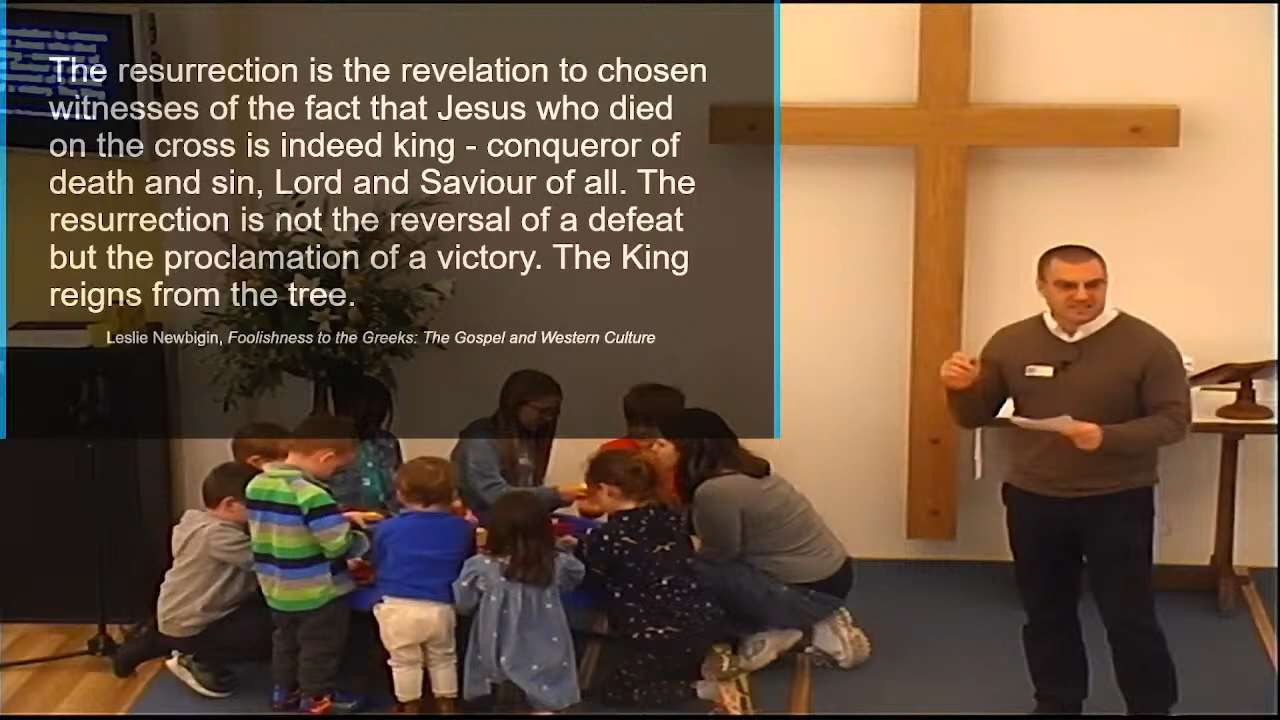 The resurrection is the revelation to chosen
witnesses of the fact that Jesus who died
on the cross is indeed king - conqueror of
death and sin, Lord and Saviour of all. The
resurrection is not the reversal of a defeat
but the proclamation of a victory. The King
reigns from the tree.
Leslie Newbigin, Foolishness to the Greeks: The Gospel and Western Culture